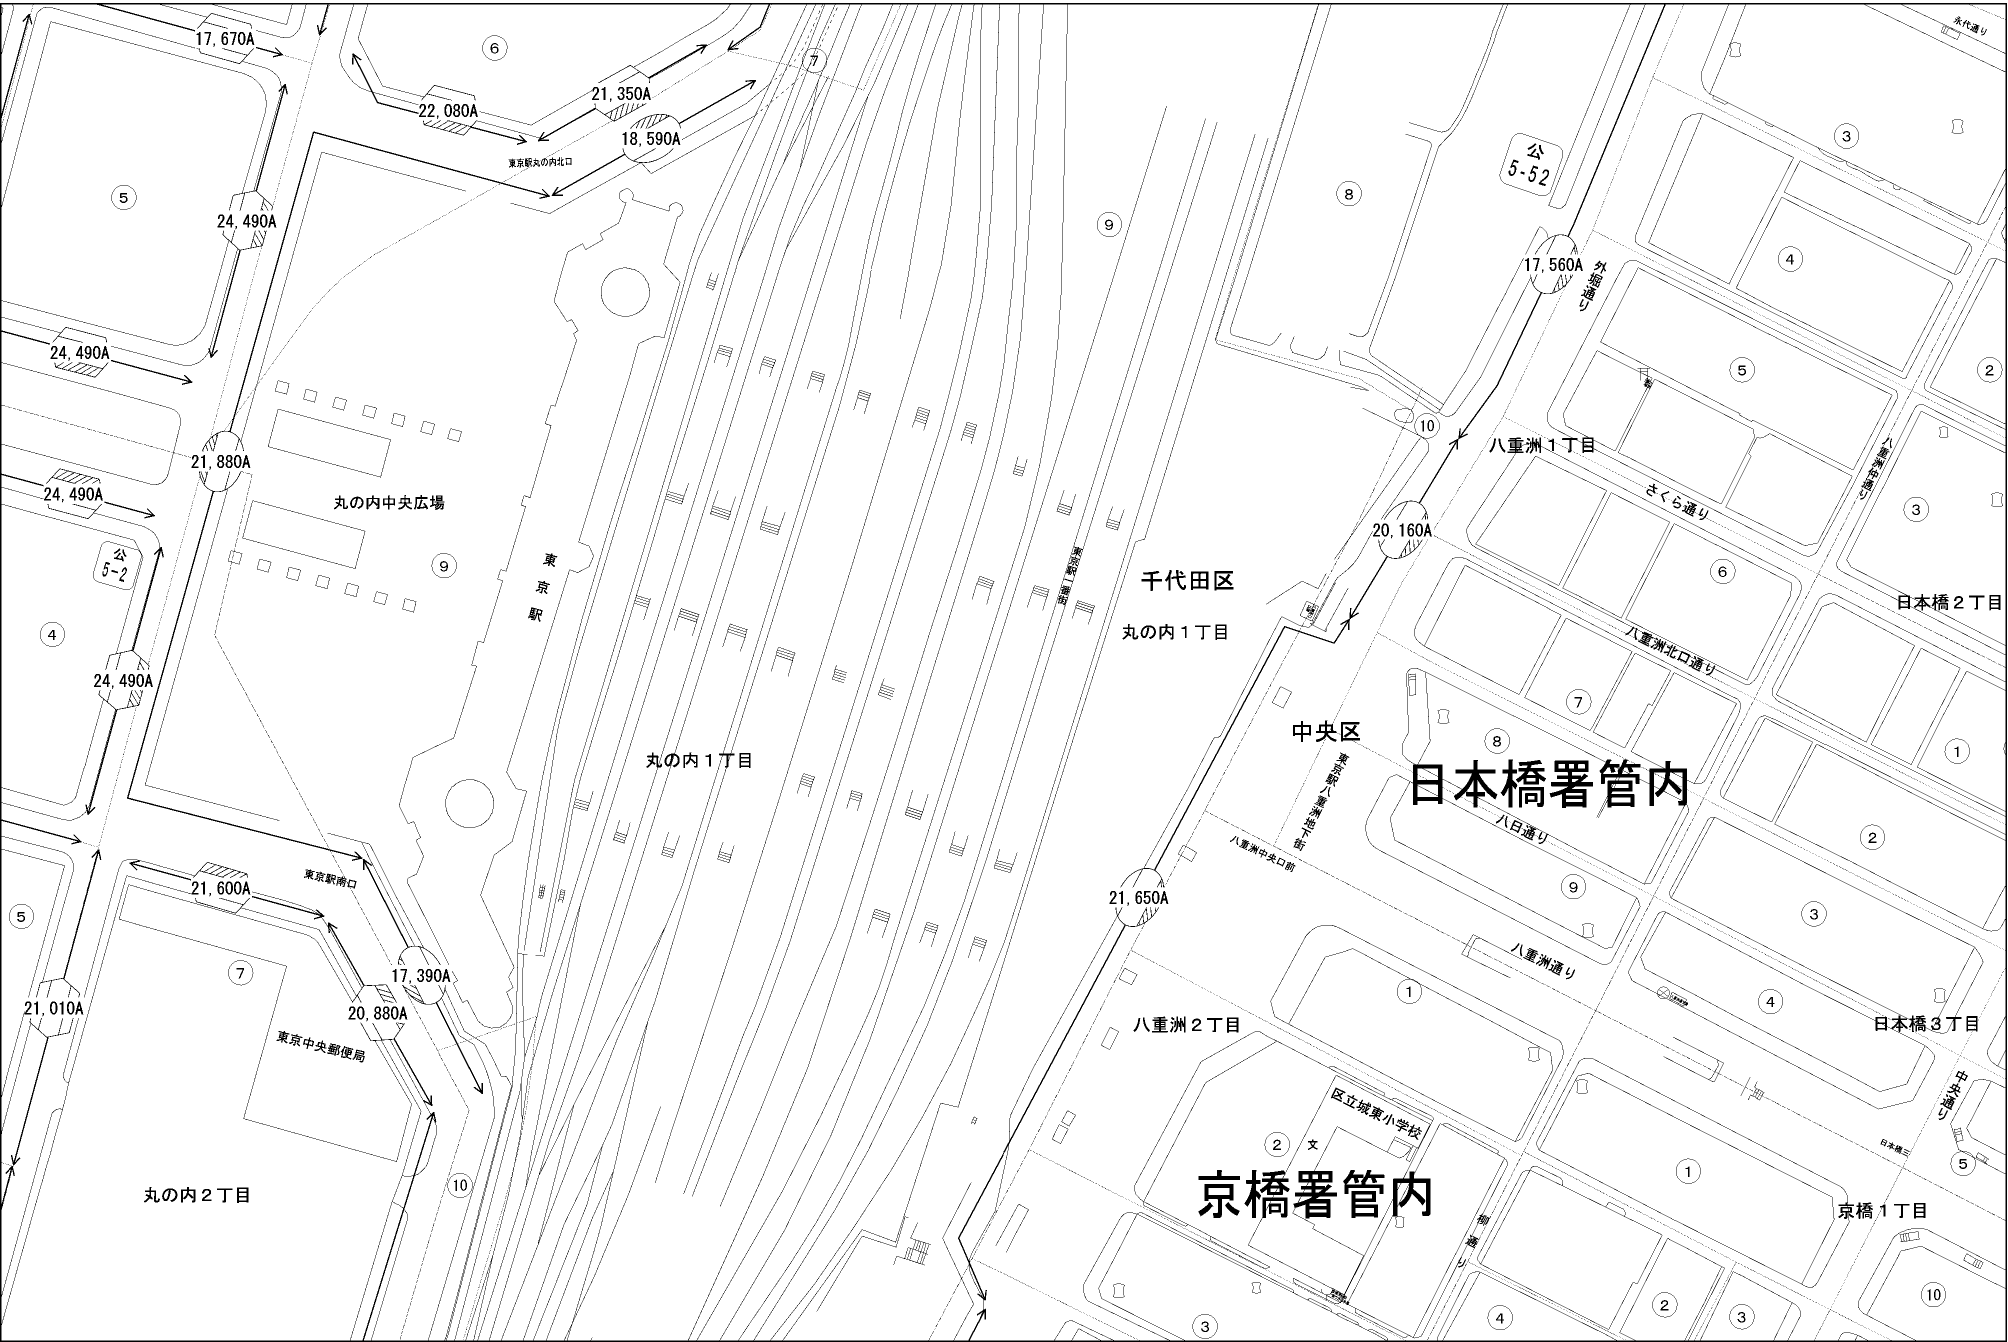 17,670A
⑥
⑦
永代通り
22,080A
21,350A
18,590A
東京駅丸の内北口
③
公
5-52
⑤
24,490A
⑧
⑨
④
17,560A
外堀通り
24,490A
⑤
②
21,880A
24,490A
丸の内中央広場
⑩
八重洲1丁目
八重洲仲通り
さくら通り
③
20,160A
公
5-2
⑨
東京駅
東京駅一番街
千代田区
丸の内1丁目
⑥
日本橋2丁目
④
24,490A
八重洲北口通り
⑦
中央区
⑧
①
丸の内1丁目
日本橋署管内
東京駅八重洲地下街
八日通り
八重洲中央口前
②
21,600A
東京駅南口
⑨
21,650A
⑤
③
⑦
17,390A
八重洲通り
21,010A
20,880A
①
④
東京中央郵便局
八重洲2丁目
日本橋3丁目
中央通り
区立城東小学校
②
文
日本橋三
①
⑤
丸の内2丁目
⑩
京橋署管内
京橋1丁目
柳通り
③
④
②
③
⑩